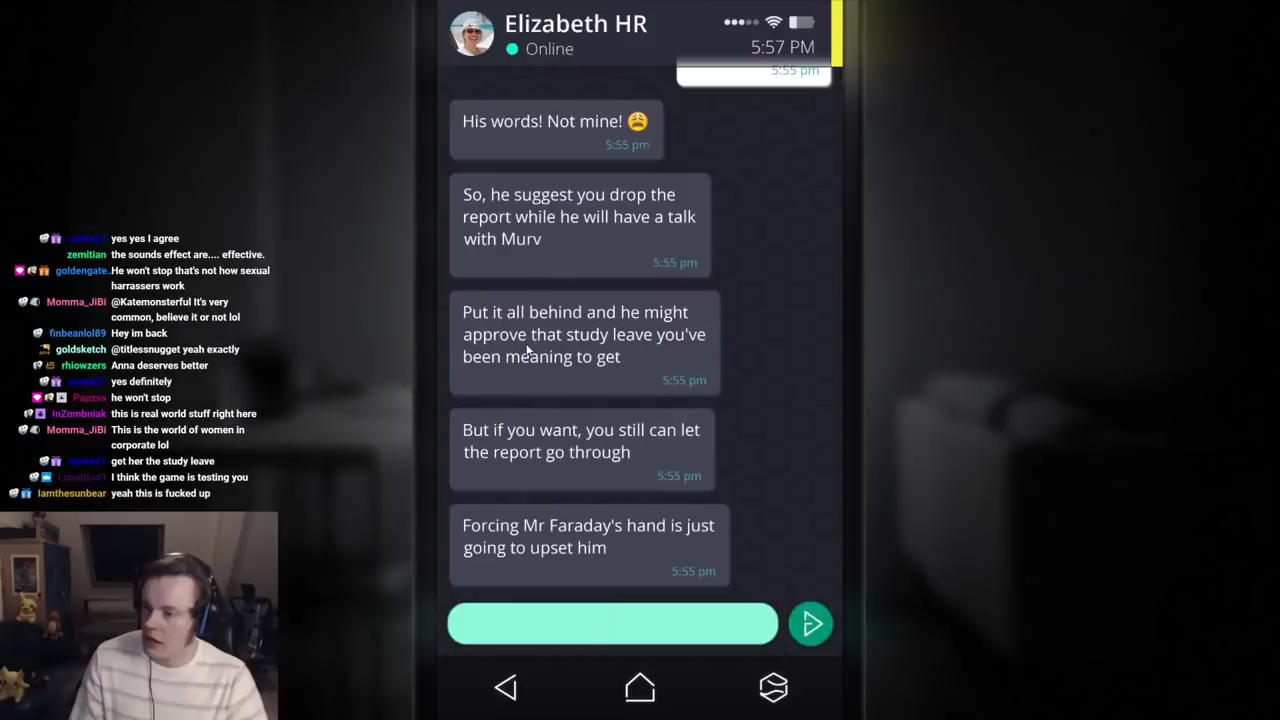 Elizabeth HR
Online
5:57 PM
5:55 pm
His words! Not mine! 😩
5:55 pm
So, he suggest you drop the
report while he will have a talk
with Murv
5:55 pm
Put it all behind and he might
approve that study leave you've
been meaning to get
5:55 pm
But if you want, you still can let
the report go through
5:55 pm
Forcing Mr Faraday's hand is just
going to upset him
5:55 pm
yes yes I agree
zemitian the sounds effect are.... effective.
goldengate.. He won't stop that's not how sexual
harrassers work
Momma_JiBi @Katemonsterful It's very
common, believe it or not lol
finbeanlol89 Hey im back
goldsketch @titlessnugget yeah exactly
rhiowzers Anna deserves better
yes definitely
Papzss he won't stop
InZombniak this is real world stuff right here
Momma_JiBi This is the world of women in
corporate lol
get her the study leave
I think the game is testing you
Iamthesunbear yeah this is fucked up